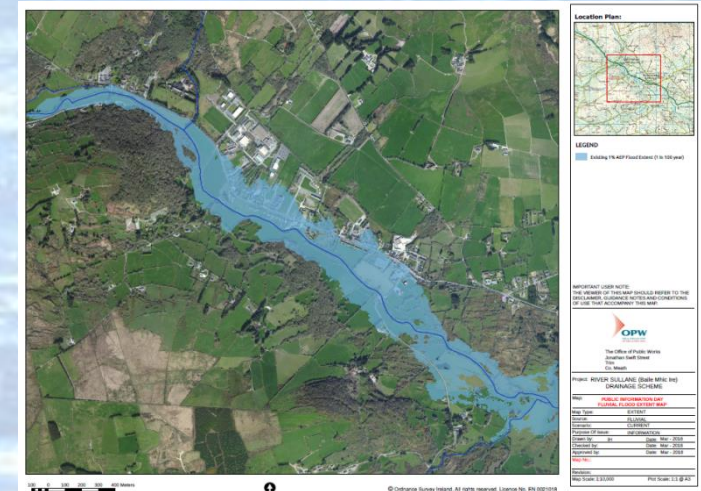 Location Plan:
LEGEND
Existing 1% AEP Flood Extent (1 in 100 year)
IMPORTANT USER NOTE:
THE VIEWER OF THIS MAP SHOULD REFER TO THE
DISCLAIMER, GUIDANCE NOTES AND CONDITIONS
OF USE THAT ACCOMPANY THIS MAP.
OPW
The Office of Public Works
Jonathan Swift Street
Trim
Co. Meath
Project: RIVER SULLANE (Baile Mhic Ire)
DRAINAGE SCHEME
Map: PUBLIC INFORMATION DAY
FLUVIAL FLOOD EXTENT MAP
Map Type: EXTENT
Source: FLUVIAL
Scenario: CURRENT
Purpose Of Issue: INFORMATION
Drawn by: Date: Mar - 2018
Checked by: Date: Mar - 2018
Approved by: Date: Mar - 2018
Map No.:
Revision:
Map Scale: 1:10,000 Plot Scale: 1:1 @ A3
100 0 100 200 300 400 Meters
© Ordnance Survey Ireland. All rights reserved. Licence No. EN 0021018